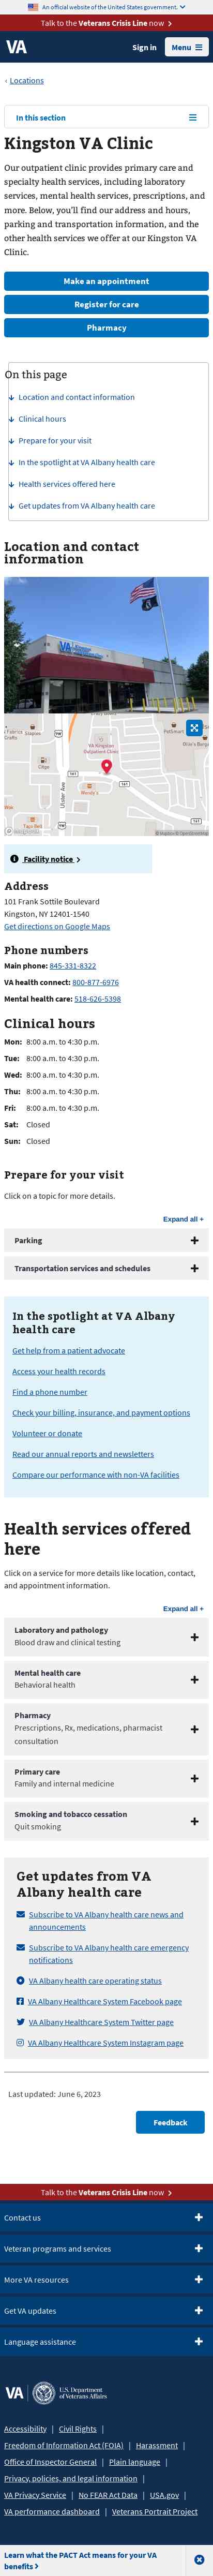 An official website of the United States government.
Talk to the Veterans Crisis Line now
VA
Sign in
Menu
Locations
In this section
Kingston VA Clinic
Our outpatient clinic provides primary care and
specialty health services, including dermatology
services, mental health services, prescriptions, and
more. Below, you'll find our address and hours,
parking and transportation information, and the
other health services we offer at our Kingston VA
Clinic.
Make an appointment
Register for care
Pharmacy
On this page
Location and contact information
Clinical hours
Prepare for your visit
In the spotlight at VA Albany health care
Health services offered here
Get updates from VA Albany health care
Location and contact
information
Facility notice
Address
101 Frank Sottile Boulevard
Kingston, NY 12401-1540
Get directions on Google Maps
Phone numbers
Main phone: 845-331-8322
VA health connect: 800-877-6976
Mental health care: 518-626-5398
Clinical hours
Mon: 8:00 a.m. to 4:30 p.m.
Tue: 8:00 a.m. to 4:30 p.m.
Wed: 8:00 a.m. to 4:30 p.m.
Thu: 8:00 a.m. to 4:30 p.m.
Fri: 8:00 a.m. to 4:30 p.m.
Sat: Closed
Sun: Closed
Prepare for your visit
Click on a topic for more details.
Expand all +
Parking
Transportation services and schedules
In the spotlight at VA Albany
health care
Get help from a patient advocate
Access your health records
Find a phone number
Check your billing, insurance, and payment options
Volunteer or donate
Read our annual reports and newsletters
Compare our performance with non-VA facilities
Health services offered
here
Click on a service for more details like location, contact,
and appointment information.
Expand all +
Laboratory and pathology
Blood draw and clinical testing
Mental health care
Behavioral health
Pharmacy
Prescriptions, Rx, medications, pharmacist
consultation
Primary care
Family and internal medicine
Smoking and tobacco cessation
Quit smoking
Get updates from VA
Albany health care
Subscribe to VA Albany health care news and
announcements
Subscribe to VA Albany health care emergency
notifications
VA Albany health care operating status
VA Albany Healthcare System Facebook page
VA Albany Healthcare System Twitter page
VA Albany Healthcare System Instagram page
Last updated: June 6, 2023
Feedback
Talk to the Veterans Crisis Line now
Contact us
Veteran programs and services
More VA resources
Get VA updates
Language assistance
VA
U.S. Department
of Veterans Affairs
Accessibility | Civil Rights |
Freedom of Information Act (FOIA) | Harassment |
Office of Inspector General | Plain language |
Privacy, policies, and legal information |
VA Privacy Service | No FEAR Act Data | USA.gov |
VA performance dashboard | Veterans Portrait Project
Learn what the PACT Act means for your VA
benefits